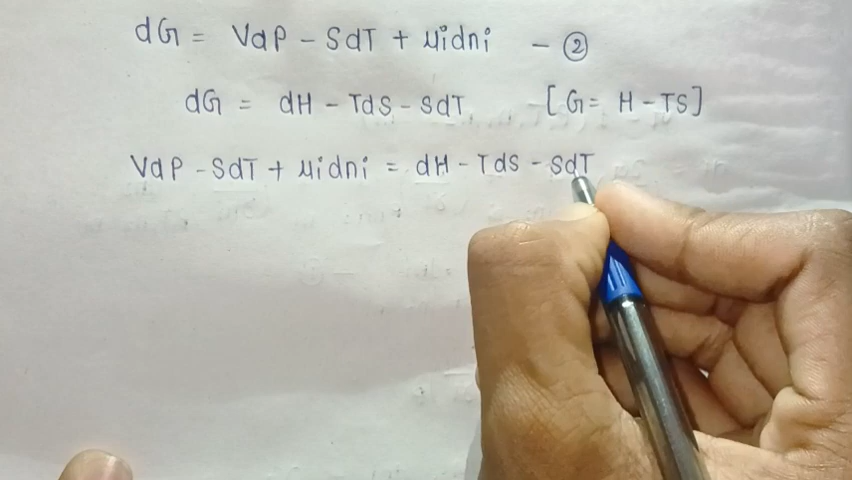 dG = VdP - SdT + μidni - ②
dG = dH - Tds - SdT [G = H - TS]
VdP - SdT + μidni = dH - Tds - SdT